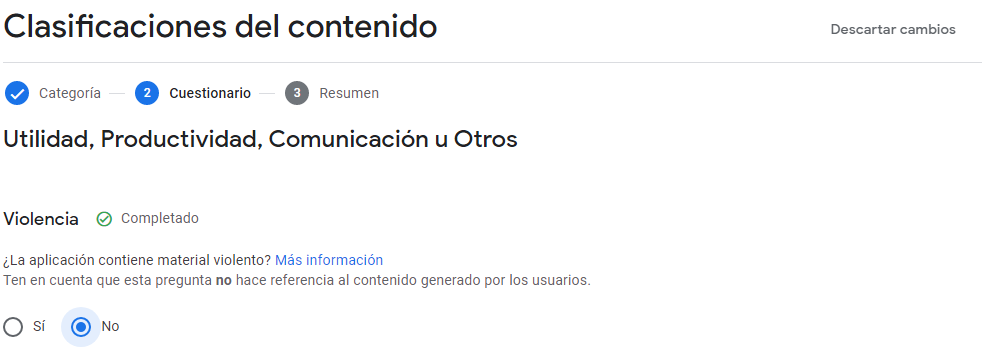 Clasificaciones del contenido
Descartar cambios
Categoría
2 Cuestionario
3 Resumen
Utilidad, Productividad, Comunicación u Otros
Violencia Completado
¿La aplicación contiene material violento? Más información
Ten en cuenta que esta pregunta no hace referencia al contenido generado por los usuarios.
Sí No